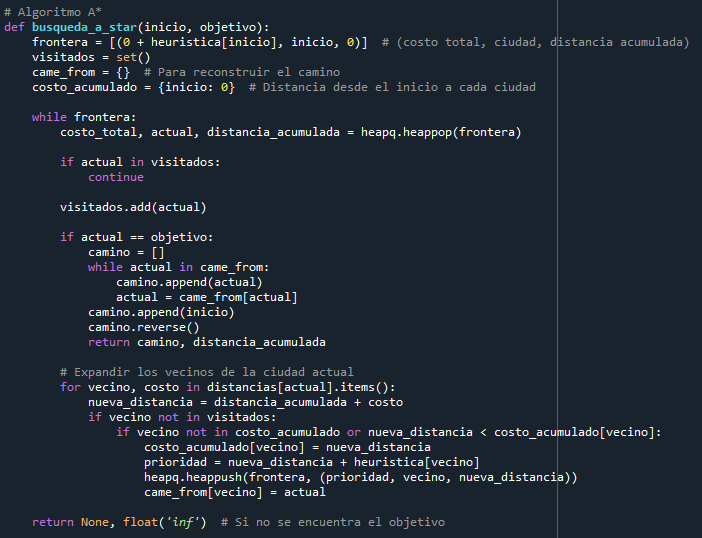 # Algoritmo A*
def busqueda_a_star(inicio, objetivo):
    frontera = [(0 + heuristica[inicio], inicio, 0)]  # (costo total, ciudad, distancia acumulada)
    visitados = set()
    came_from = {}  # Para reconstruir el camino
    costo_acumulado = {inicio: 0}  # Distancia desde el inicio a cada ciudad

    while frontera:
        costo_total, actual, distancia_acumulada = heapq.heappop(frontera)

        if actual in visitados:
            continue

        visitados.add(actual)

        if actual == objetivo:
            camino = []
            while actual in came_from:
                camino.append(actual)
                actual = came_from[actual]
            camino.append(inicio)
            camino.reverse()
            return camino, distancia_acumulada

        # Expandir los vecinos de la ciudad actual
        for vecino, costo in distancias[actual].items():
            nueva_distancia = distancia_acumulada + costo
            if vecino not in visitados:
                if vecino not in costo_acumulado or nueva_distancia < costo_acumulado[vecino]:
                    costo_acumulado[vecino] = nueva_distancia
                    prioridad = nueva_distancia + heuristica[vecino]
                    heapq.heappush(frontera, (prioridad, vecino, nueva_distancia))
                    came_from[vecino] = actual

    return None, float('inf')  # Si no se encuentra el objetivo